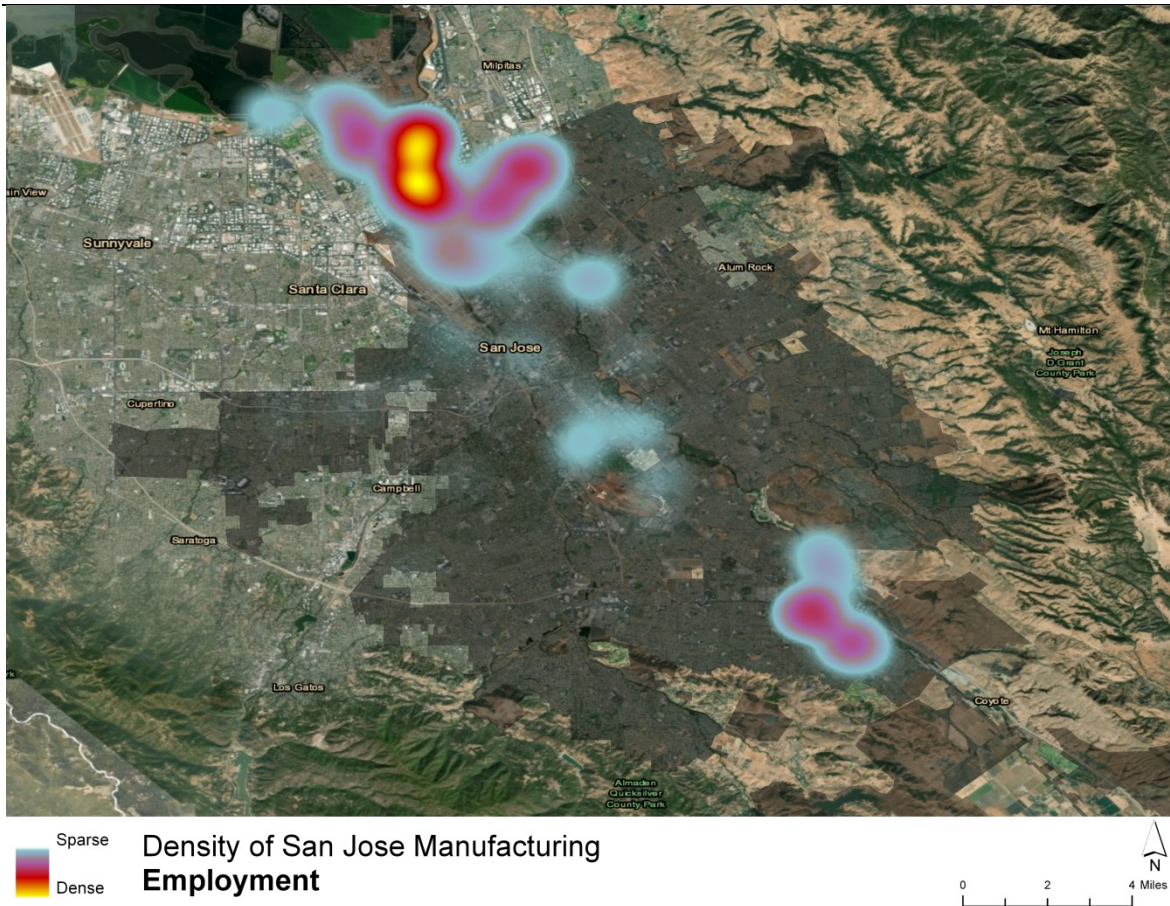 Milpitas
ain View
Sunnyvale
Alum Rock
Santa Clara
Mt Hamilton
San Jose
Joseph
D Grant
County Park
Cupertino
Campbell
Saratoga
Los Gatos
Coyote
Almaden
Quicksilver
County Park
Sparse
Dense
Density of San Jose Manufacturing
Employment
N
0 2 4 Miles